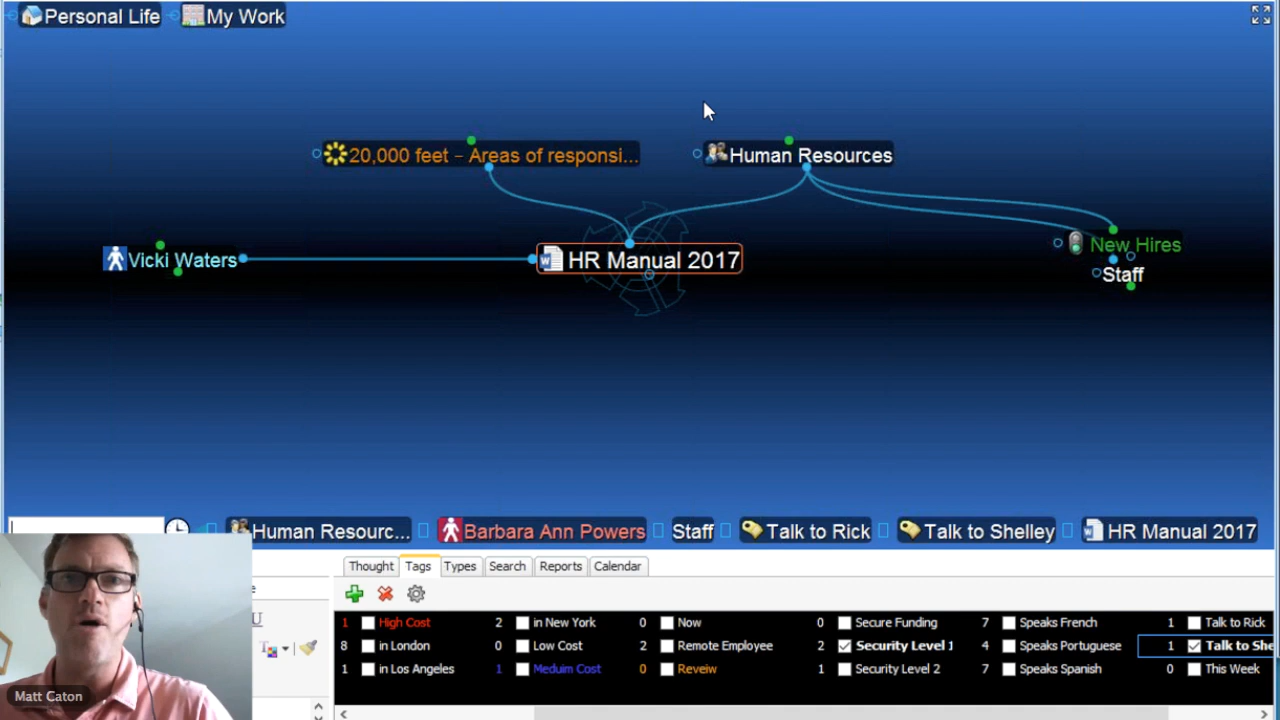 Personal Life My Work
20,000 feet – Areas of responsi... Human Resources
Vicki Waters HR Manual 2017 New Hires
Staff
Human Resourc... Barbara Ann Powers Staff Talk to Rick Talk to Shelley HR Manual 2017
Thought Tags Types Search Reports Calendar
1 High Cost 2 in New York 0 Now 0 Secure Funding 7 Speaks French 1 Talk to Rick
8 in London 0 Low Cost 2 Remote Employee 2 Security Level 1 4 Speaks Portuguese 1 Talk to She
1 in Los Angeles 1 Meduim Cost 0 Reveiw 1 Security Level 2 7 Speaks Spanish 0 This Week
Matt Caton